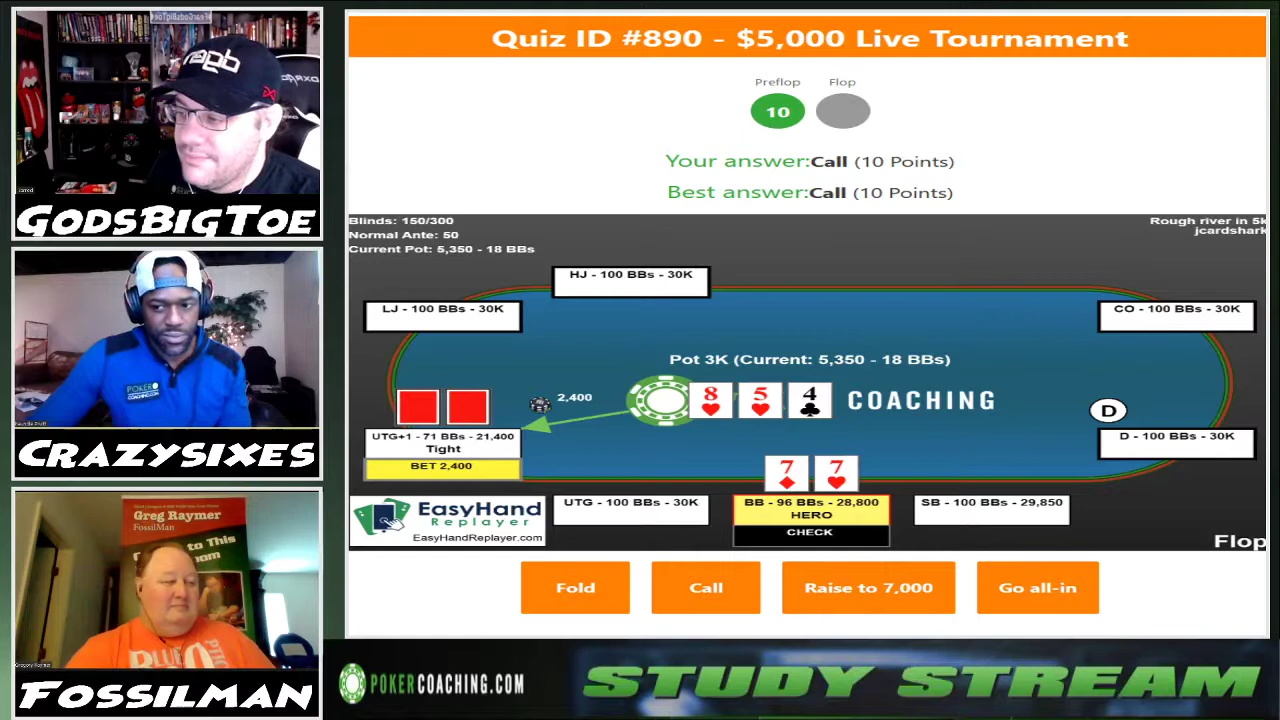 GODSBIGTOE
CRAZYSIXES
Greg Raymer
FossilMan
to This
FOSSILMAN
Quiz ID #890 - $5,000 Live Tournament
Preflop
Flop
10
Your answer:Call (10 Points)
Best answer:Call (10 Points)
Blinds: 150/300
Normal Ante: 50
Current Pot: 5,350 - 18 BBs
Rough river in 5k
jcardshark
HJ - 100 BBs - 30K
LJ - 100 BBs - 30K
CO - 100 BBs - 30K
Pot 3K (Current: 5,350 - 18 BBs)
2,400
8 5 4
COACHING
D
UTG+1 - 71 BBs - 21,400
Tight
BET 2,400
D - 100 BBs - 30K
7 7
EasyHand
Replayer
EasyHandReplayer.com
UTG - 100 BBs - 30K
BB - 96 BBs - 28,800
HERO
CHECK
SB - 100 BBs - 29,850
Flop
Fold
Call
Raise to 7,000
Go all-in
POKERCOACHING.COM
STUDY STREAM